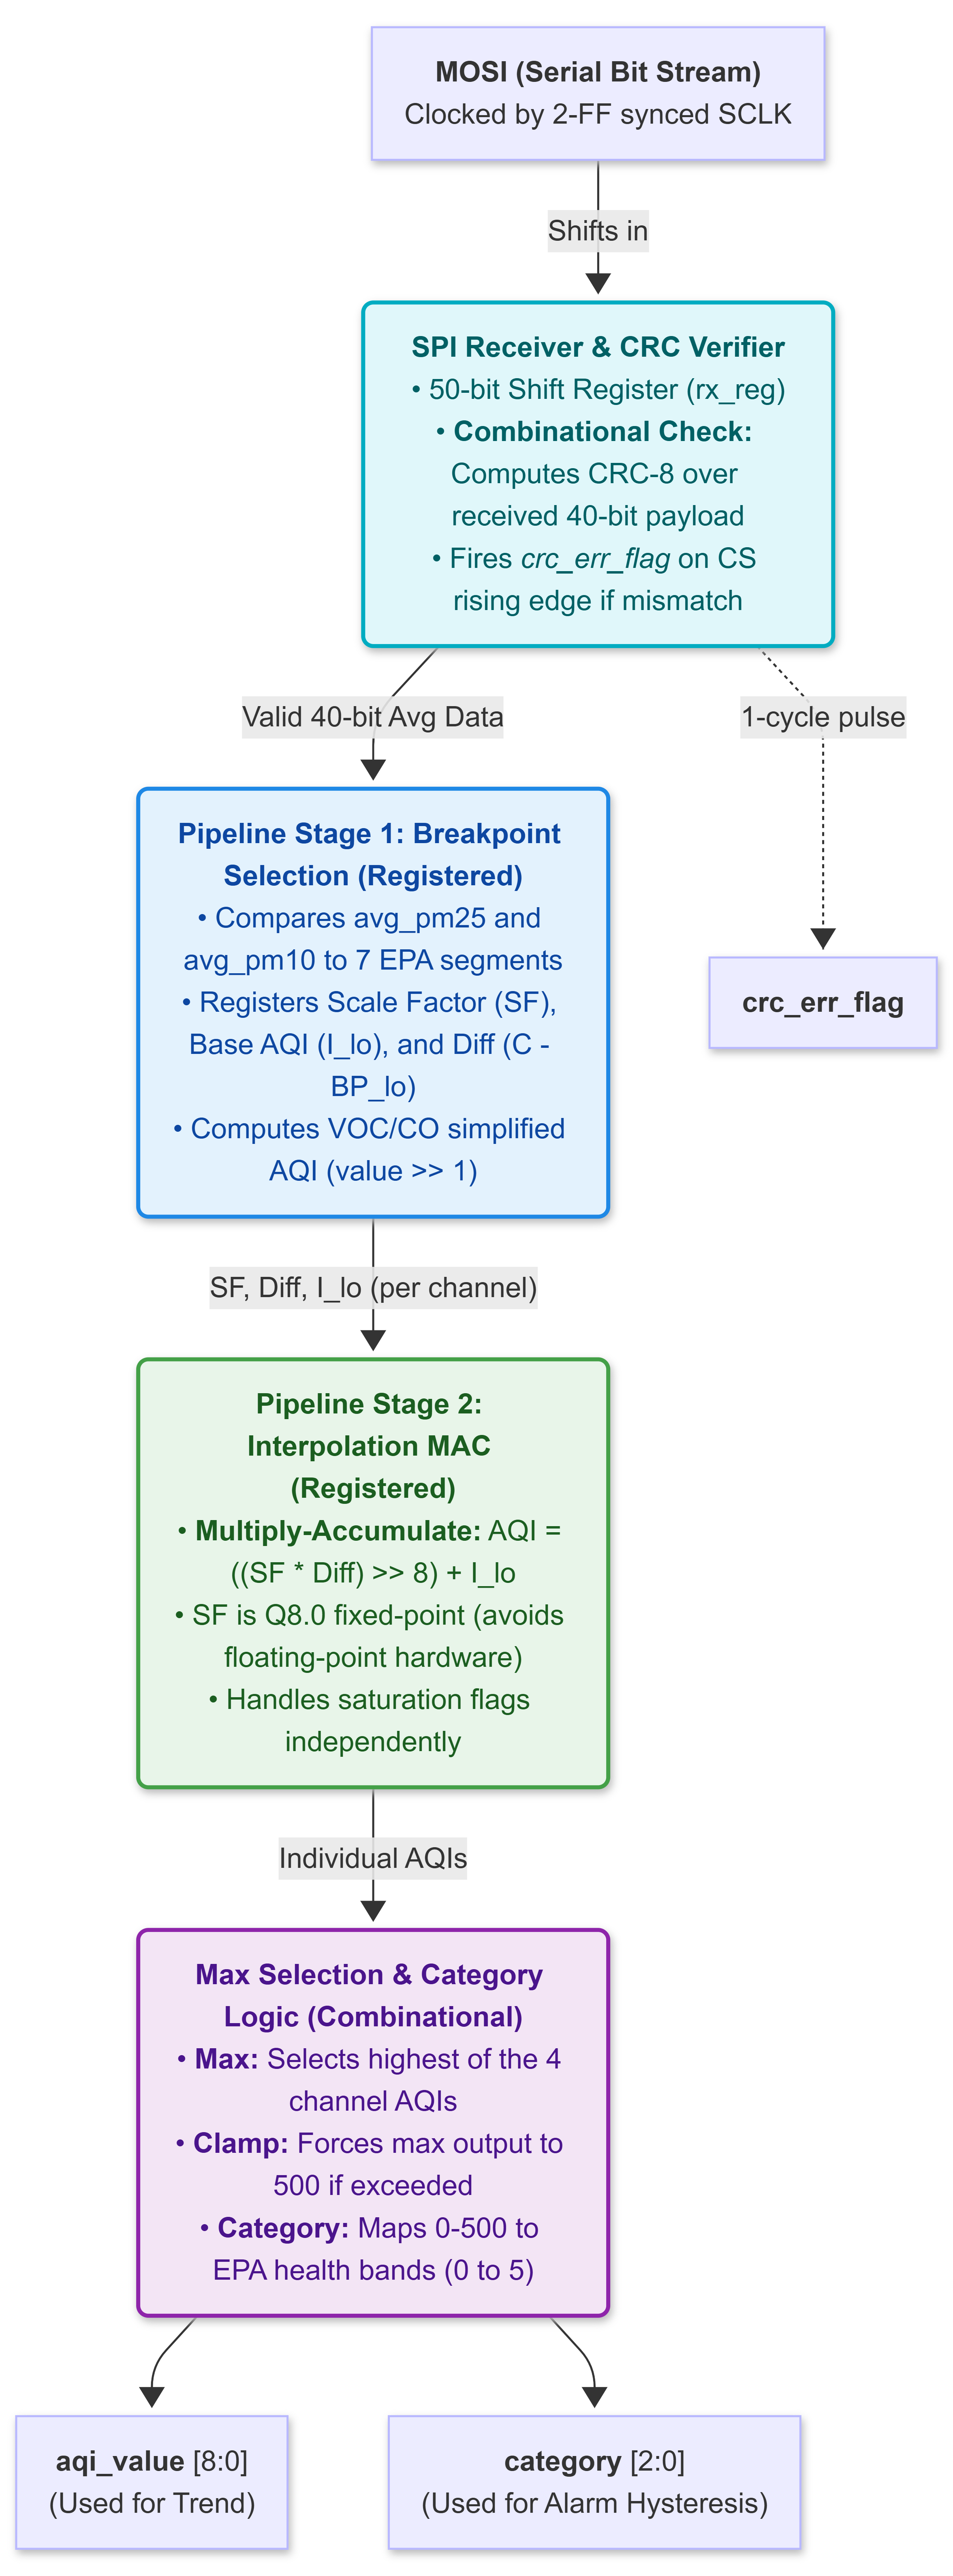 MOSI (Serial Bit Stream)
Clocked by 2-FF synced SCLK
Shifts in
SPI Receiver & CRC Verifier
• 50-bit Shift Register (rx_reg)
• Combinational Check:
Computes CRC-8 over
received 40-bit payload
• Fires crc_err_flag on CS
rising edge if mismatch
Valid 40-bit Avg Data
1-cycle pulse
Pipeline Stage 1: Breakpoint
Selection (Registered)
• Compares avg_pm25 and
avg_pm10 to 7 EPA segments
• Registers Scale Factor (SF),
Base AQI (I_lo), and Diff (C -
BP_lo)
• Computes VOC/CO simplified
AQI (value >> 1)
crc_err_flag
SF, Diff, I_lo (per channel)
Pipeline Stage 2:
Interpolation MAC
(Registered)
• Multiply-Accumulate: AQI =
((SF * Diff) >> 8) + I_lo
• SF is Q8.0 fixed-point (avoids
floating-point hardware)
• Handles saturation flags
independently
Individual AQIs
Max Selection & Category
Logic (Combinational)
• Max: Selects highest of the 4
channel AQIs
• Clamp: Forces max output to
500 if exceeded
• Category: Maps 0-500 to
EPA health bands (0 to 5)
aqi_value [8:0]
(Used for Trend)
category [2:0]
(Used for Alarm Hysteresis)